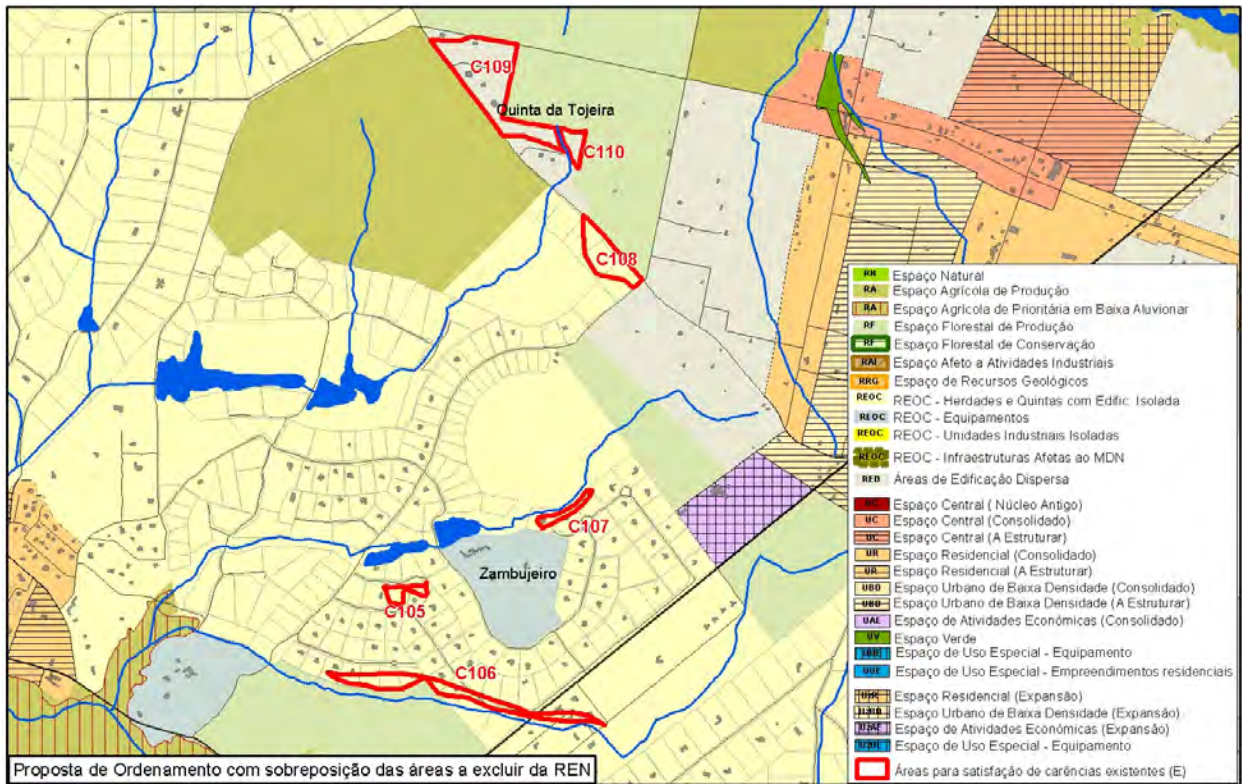 C109
Quinta da Tojeira
C110
C108
C107
Zambujeiro
C105
C106
RN Espaço Natural
RA Espaço Agrícola de Produção
RA Espaço Agrícola de Prioritária em Baixa Aluvionar
RF Espaço Florestal de Produção
RF Espaço Florestal de Conservação
RAI Espaço Afeto a Atividades Industriais
RRG Espaço de Recursos Geológicos
REOC REOC - Herdades e Quintas com Edific. Isolada
REOC REOC - Equipamentos
REOC REOC - Unidades Industriais Isoladas
REOC REOC - Infraestruturas Afetas ao MDN
RED Áreas de Edificação Dispersa
UC Espaço Central ( Núcleo Antigo)
UC Espaço Central (Consolidado)
UC Espaço Central (A Estruturar)
UR Espaço Residencial (Consolidado)
UR Espaço Residencial (A Estruturar)
UBD Espaço Urbano de Baixa Densidade (Consolidado)
UBD Espaço Urbano de Baixa Densidade (A Estruturar)
UAE Espaço de Atividades Económicas (Consolidado)
UV Espaço Verde
Espaço de Uso Especial - Equipamento
UUE Espaço de Uso Especial - Empreendimentos residenciais
Espaço Residencial (Expansão)
Espaço Urbano de Baixa Densidade (Expansão)
Espaço de Atividades Económicas (Expansão)
Espaço de Uso Especial - Equipamento
Áreas para satisfação de carências existentes (E)
Proposta de Ordenamento com sobreposição das áreas a excluir da REN